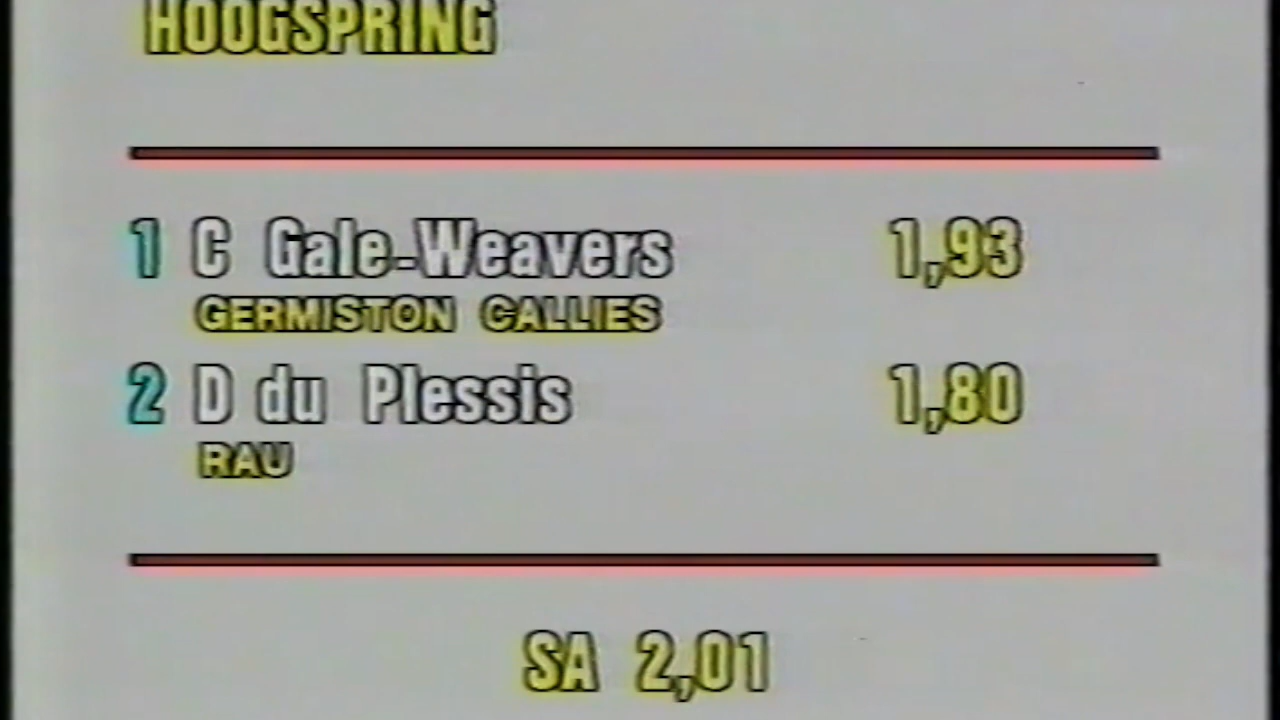 HOOGSPRING
1 C Gale-Weavers 1,93
GERMISTON CALLIES
2 D du Plessis 1,80
RAU
SA 2,01